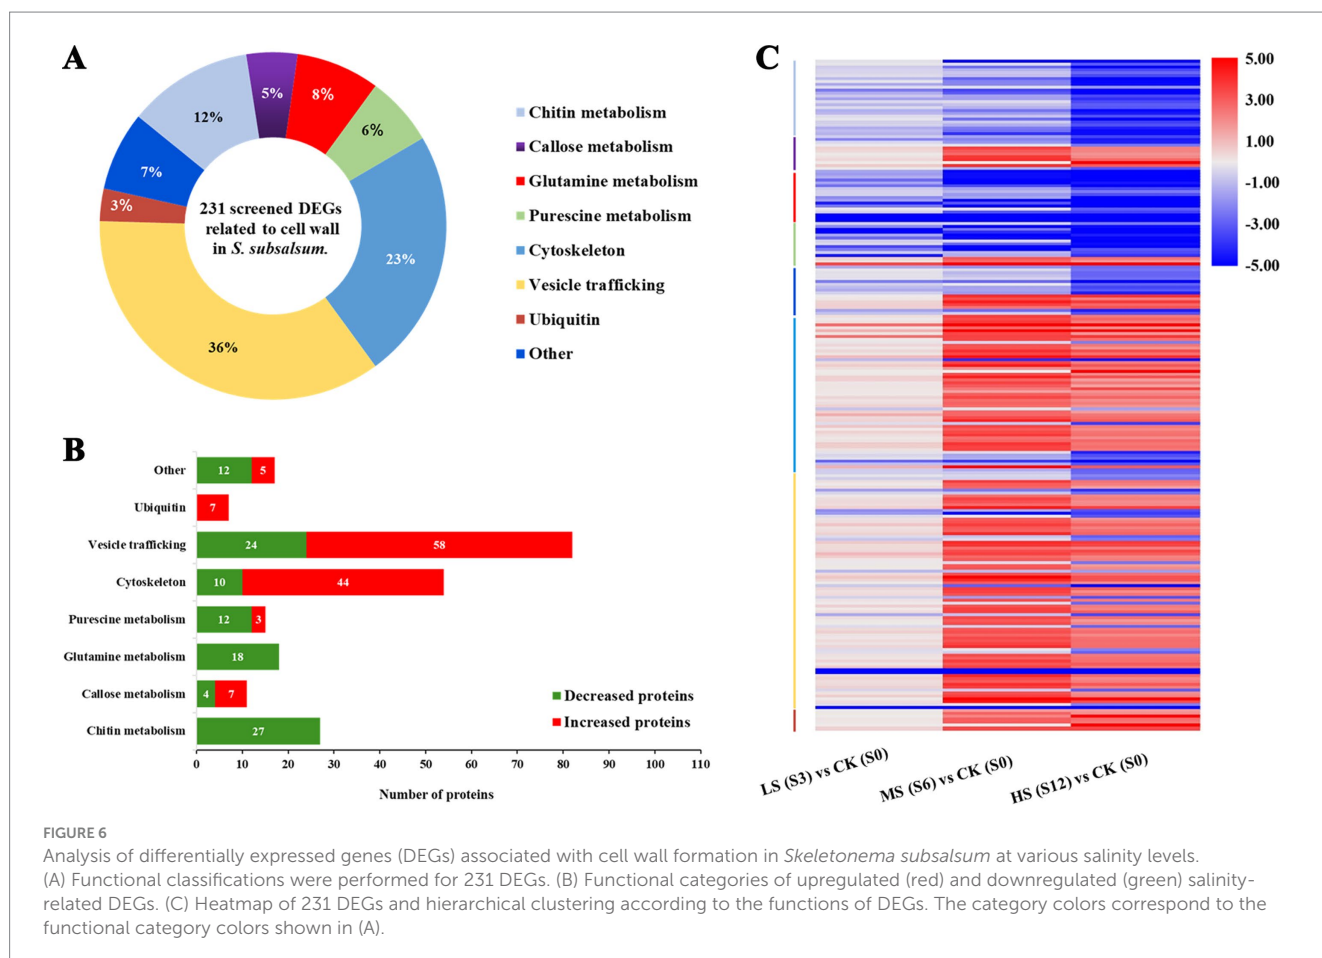 A
5%
8%
6%
12%
7%
3%
23%
36%
231 screened DEGs
related to cell wall
in S. subsalsum.
Chitin metabolism
Callose metabolism
Glutamine metabolism
Purescine metabolism
Cytoskeleton
Vesicle trafficking
Ubiquitin
Other
B
Other
12
5
Ubiquitin
7
Vesicle trafficking
24
58
Cytoskeleton
10
44
Purescine metabolism
12
3
Glutamine metabolism
18
Callose metabolism
4
7
Chitin metabolism
27
Decreased proteins
Increased proteins
0
10
20
30
40
50
60
70
80
90
100
110
Number of proteins
C
5.00
3.00
1.00
-1.00
-3.00
-5.00
LS (S3) vs CK (S0)
MS (S6) vs CK (S0)
HS (S12) vs CK (S0)
FIGURE 6
Analysis of differentially expressed genes (DEGs) associated with cell wall formation in Skeletonema subsalsum at various salinity levels.
(A) Functional classifications were performed for 231 DEGs. (B) Functional categories of upregulated (red) and downregulated (green) salinity-
related DEGs. (C) Heatmap of 231 DEGs and hierarchical clustering according to the functions of DEGs. The category colors correspond to the
functional category colors shown in (A).